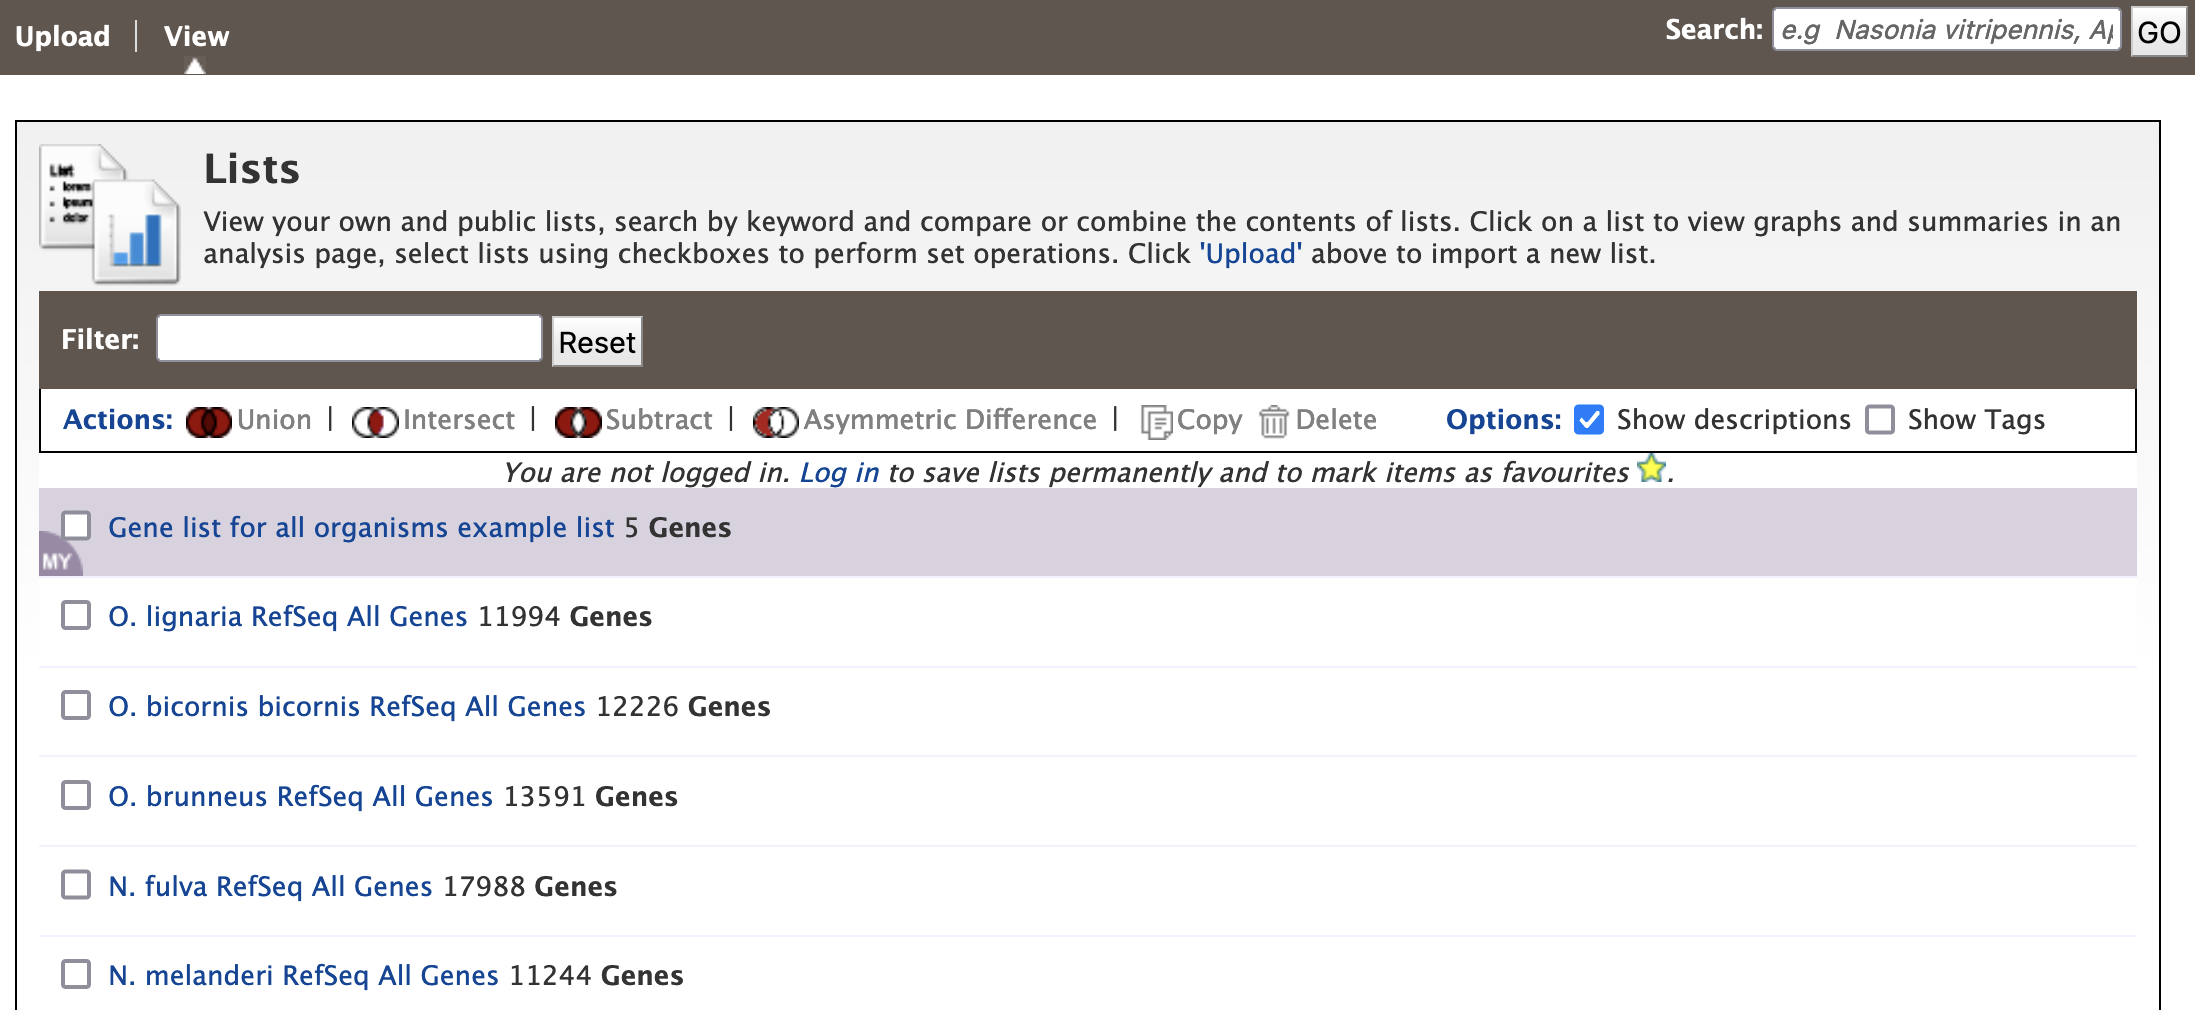 Upload | View
Search: e.g Nasonia vitripennis, Ap GO
List
lorem
ipsum
dolor
Lists
View your own and public lists, search by keyword and compare or combine the contents of lists. Click on a list to view graphs and summaries in an
analysis page, select lists using checkboxes to perform set operations. Click 'Upload' above to import a new list.
Filter: Reset
Actions: Union | Intersect | Subtract | Asymmetric Difference | Copy Delete Options: Show descriptions Show Tags
You are not logged in. Log in to save lists permanently and to mark items as favourites .
Gene list for all organisms example list 5 Genes
MY
O. lignaria RefSeq All Genes 11994 Genes
O. bicornis bicornis RefSeq All Genes 12226 Genes
O. brunneus RefSeq All Genes 13591 Genes
N. fulva RefSeq All Genes 17988 Genes
N. melanderi RefSeq All Genes 11244 Genes